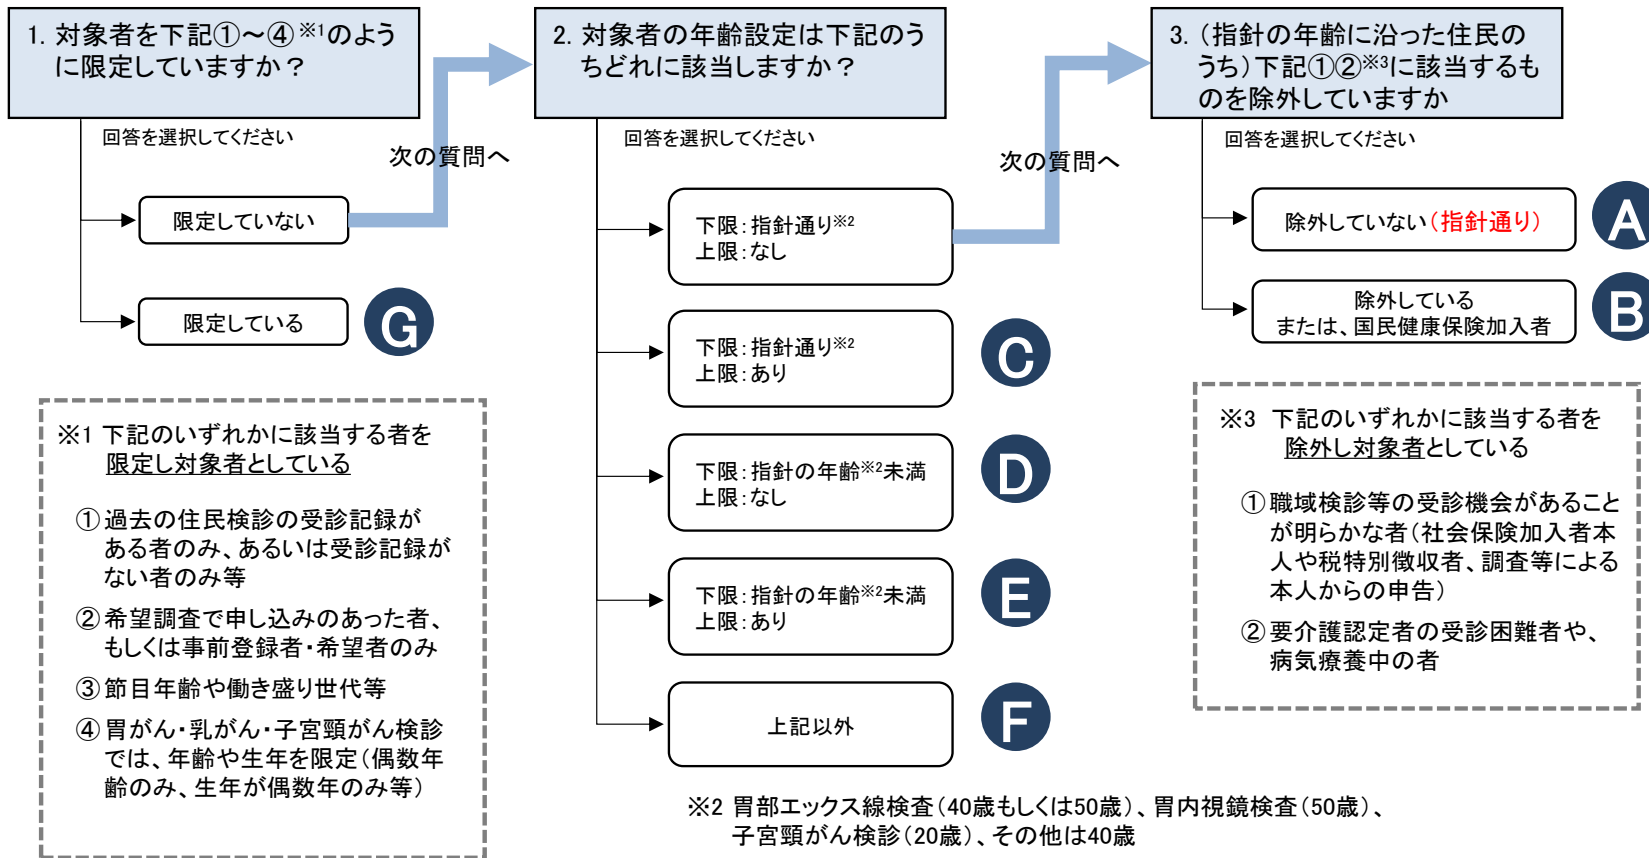 1. 対象者を下記①～④※1のよう
に限定していますか？
回答を選択してください
次の質問へ
限定していない
限定している
G
※1 下記のいずれかに該当する者を
限定し対象者としている
①過去の住民検診の受診記録が
ある者のみ、あるいは受診記録が
ない者のみ等
②希望調査で申し込みのあった者、
もしくは事前登録者・希望者のみ
③節目年齢や働き盛り世代等
④胃がん・乳がん・子宮頸がん検診
では、年齢や生年を限定（偶数年
齢のみ、生年が偶数年のみ等）
2. 対象者の年齢設定は下記のう
ちどれに該当しますか？
回答を選択してください
次の質問へ
下限：指針通り※2
上限：なし
下限：指針通り※2
上限：あり
C
下限：指針の年齢※2未満
上限：なし
D
下限：指針の年齢※2未満
上限：あり
E
上記以外
F
※2 胃部エックス線検査（40歳もしくは50歳）、胃内視鏡検査（50歳）、
子宮頸がん検診（20歳）、その他は40歳
3.（指針の年齢に沿った住民の
うち）下記①②※3に該当するも
のを除外していますか
回答を選択してください
除外していない（指針通り）
A
除外している
または、国民健康保険加入者
B
※3 下記のいずれかに該当する者を
除外し対象者としている
①職域検診等の受診機会があること
が明らかな者（社会保険加入者本
人や税特別徴収者、調査等による
本人からの申告）
②要介護認定者の受診困難者や、
病気療養中の者